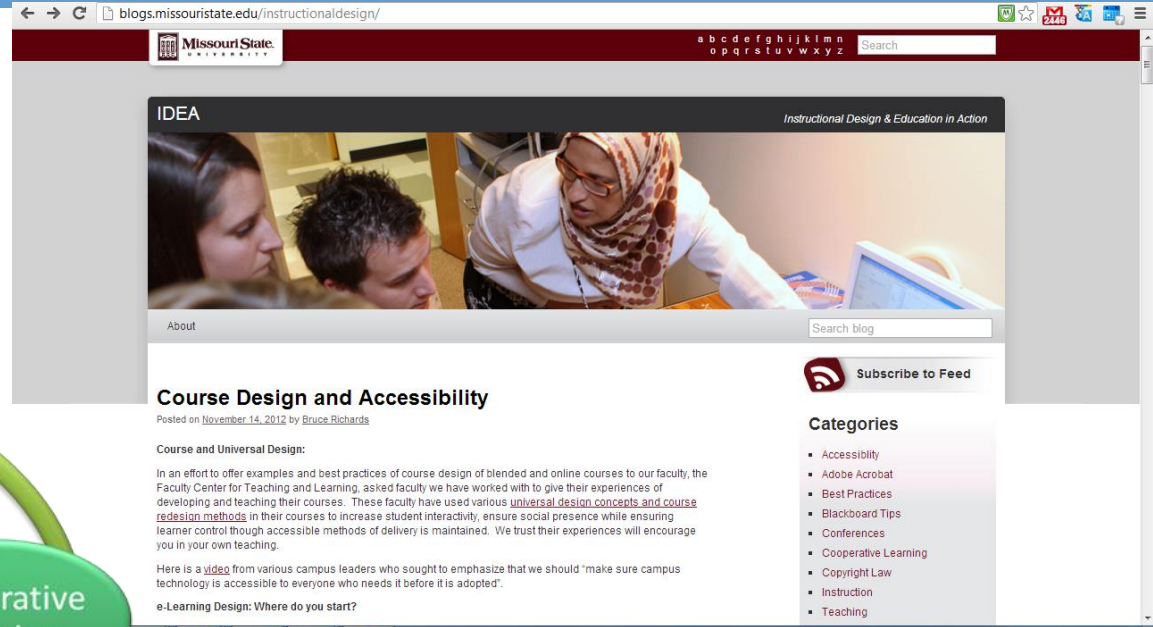 blogs.missouristate.edu/instructionaldesign/
2446
Missouri State.
UNIVERSITY
a b c d e f g h i j k l m n
o p q r s t u v w x y z
Search
IDEA
Instructional Design & Education in Action
About
Search blog
Subscribe to Feed
Course Design and Accessibility
Posted on November 14, 2012 by Bruce Richards
Course and Universal Design:
In an effort to offer examples and best practices of course design of blended and online courses to our faculty, the
Faculty Center for Teaching and Learning, asked faculty we have worked with to give their experiences of
developing and teaching their courses. These faculty have used various universal design concepts and course
redesign methods in their courses to increase student interactivity, ensure social presence while ensuring
learner control though accessible methods of delivery is maintained. We trust their experiences will encourage
you in your own teaching.
Here is a video from various campus leaders who sought to emphasize that we should “make sure campus
technology is accessible to everyone who needs it before it is adopted”.
e-Learning Design: Where do you start?
Categories
Accessiblity
Adobe Acrobat
Best Practices
Blackboard Tips
Conferences
Cooperative Learning
Copyright Law
Instruction
Teaching
rative